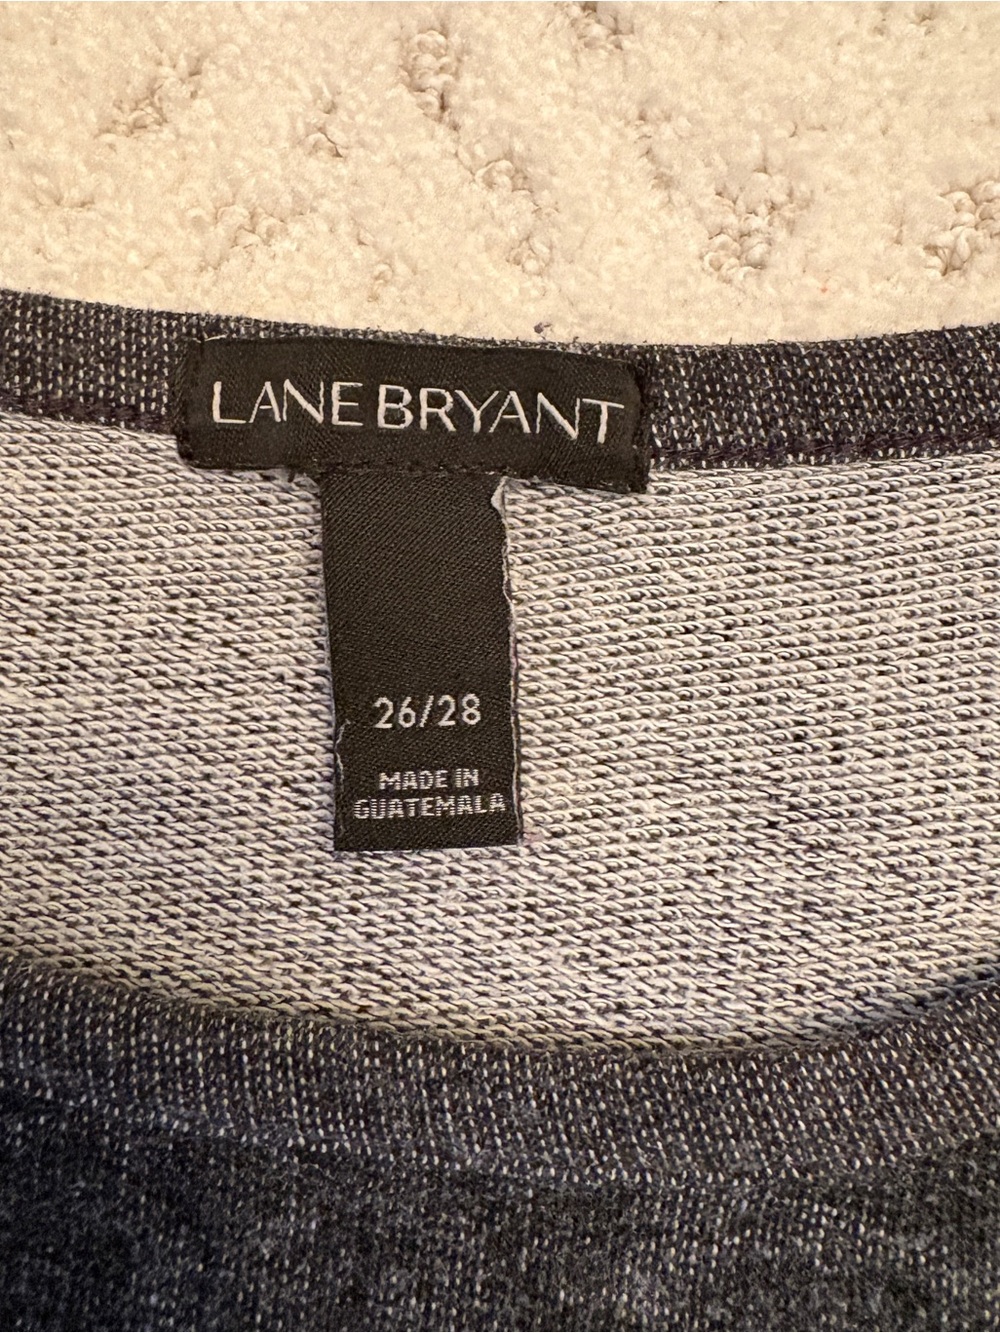 LANE BRYANT
26/28
MADE IN
GUATEMALA